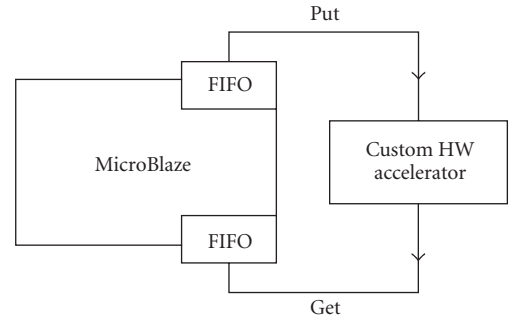 Put
FIFO
MicroBlaze
Custom HW
accelerator
FIFO
Get